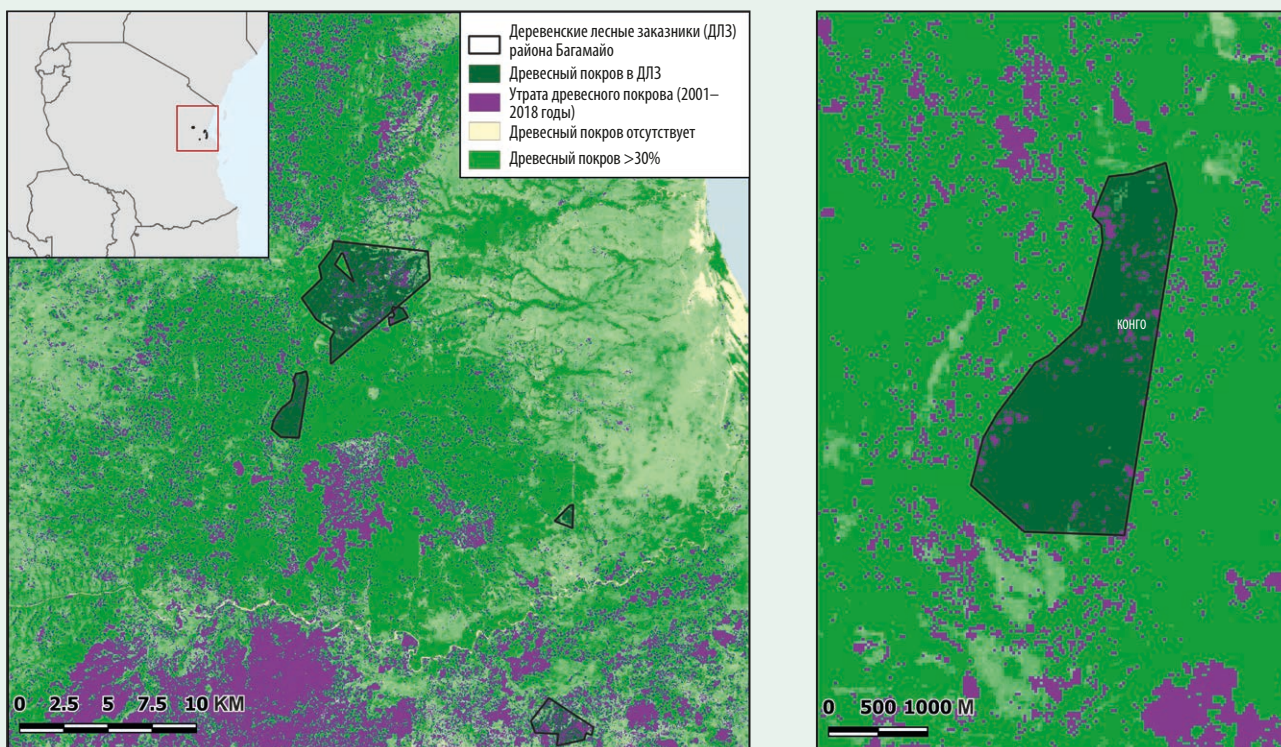 Деревенские лесные заказники (ДЛЗ)
района Багамайо
Древесный покров в ДЛЗ
Утрата древесного покрова (2001–
2018 годы)
Древесный покров отсутствует
Древесный покров >30%
0 2.5 5 7.5 10 KM
КОНГО
0 500 1000 M